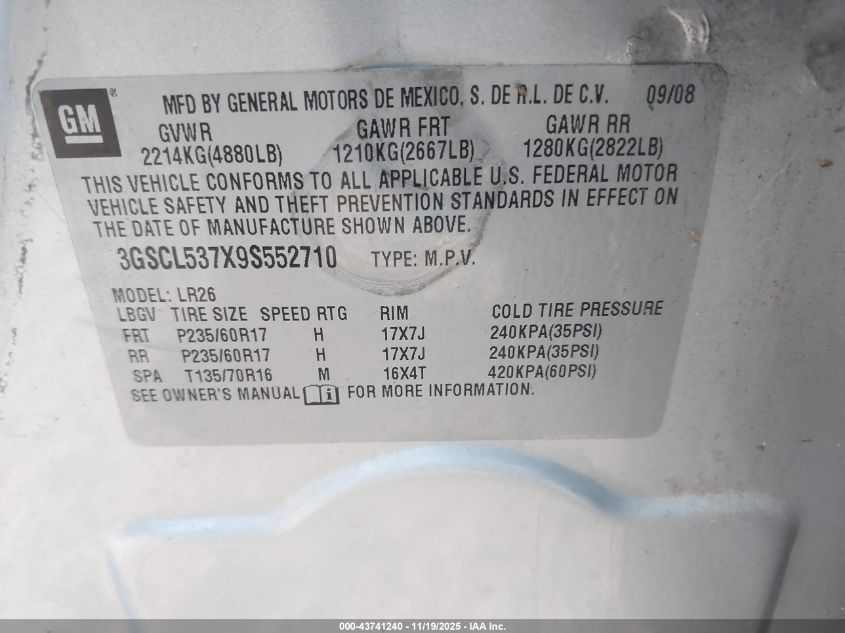 GM®
MFD BY GENERAL MOTORS DE MEXICO, S. DE R.L. DE C.V. 09/08
GVWR GAWR FRT GAWR RR
2214KG(4880LB) 1210KG(2667LB) 1280KG(2822LB)
THIS VEHICLE CONFORMS TO ALL APPLICABLE U.S. FEDERAL MOTOR
VEHICLE SAFETY AND THEFT PREVENTION STANDARDS IN EFFECT ON
THE DATE OF MANUFACTURE SHOWN ABOVE.
3GSCL537X9S552710 TYPE: M.P.V.
MODEL: LR26
LBGV TIRE SIZE SPEED RTG RIM COLD TIRE PRESSURE
FRT P235/60R17 H 17X7J 240KPA(35PSI)
RR P235/60R17 H 17X7J 240KPA(35PSI)
SPA T135/70R16 M 16X4T 420KPA(60PSI)
SEE OWNER'S MANUAL i FOR MORE INFORMATION.
000-43741240 - 11/19/2025 - IAA Inc.